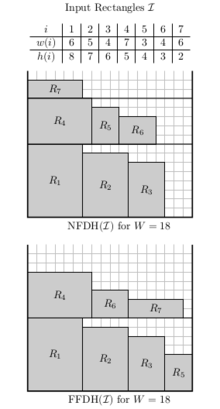 Input Rectangles I
i 1 2 3 4 5 6 7
w(i) 6 5 4 7 3 4 6
h(i) 8 7 6 5 4 3 2
R₇
R₄ R₅ R₆
R₁ R₂ R₃
NFDH(I) for W = 18
R₄ R₆ R₇
R₁ R₂ R₃ R₅
FFDH(I) for W = 18